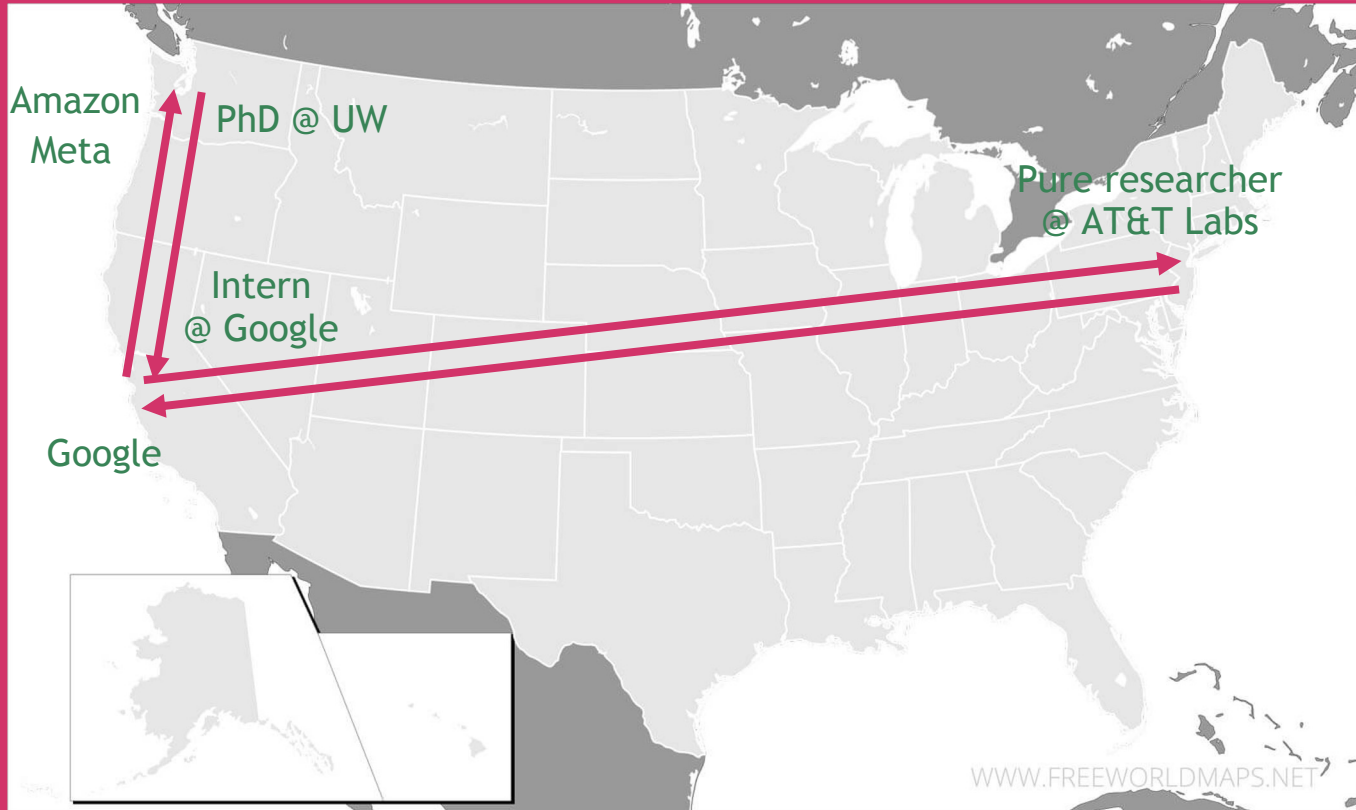 Amazon
Meta
PhD @ UW
Pure researcher
@ AT&T Labs
Intern
@ Google
Google
WWW.FREEWORLDMAPS.NET